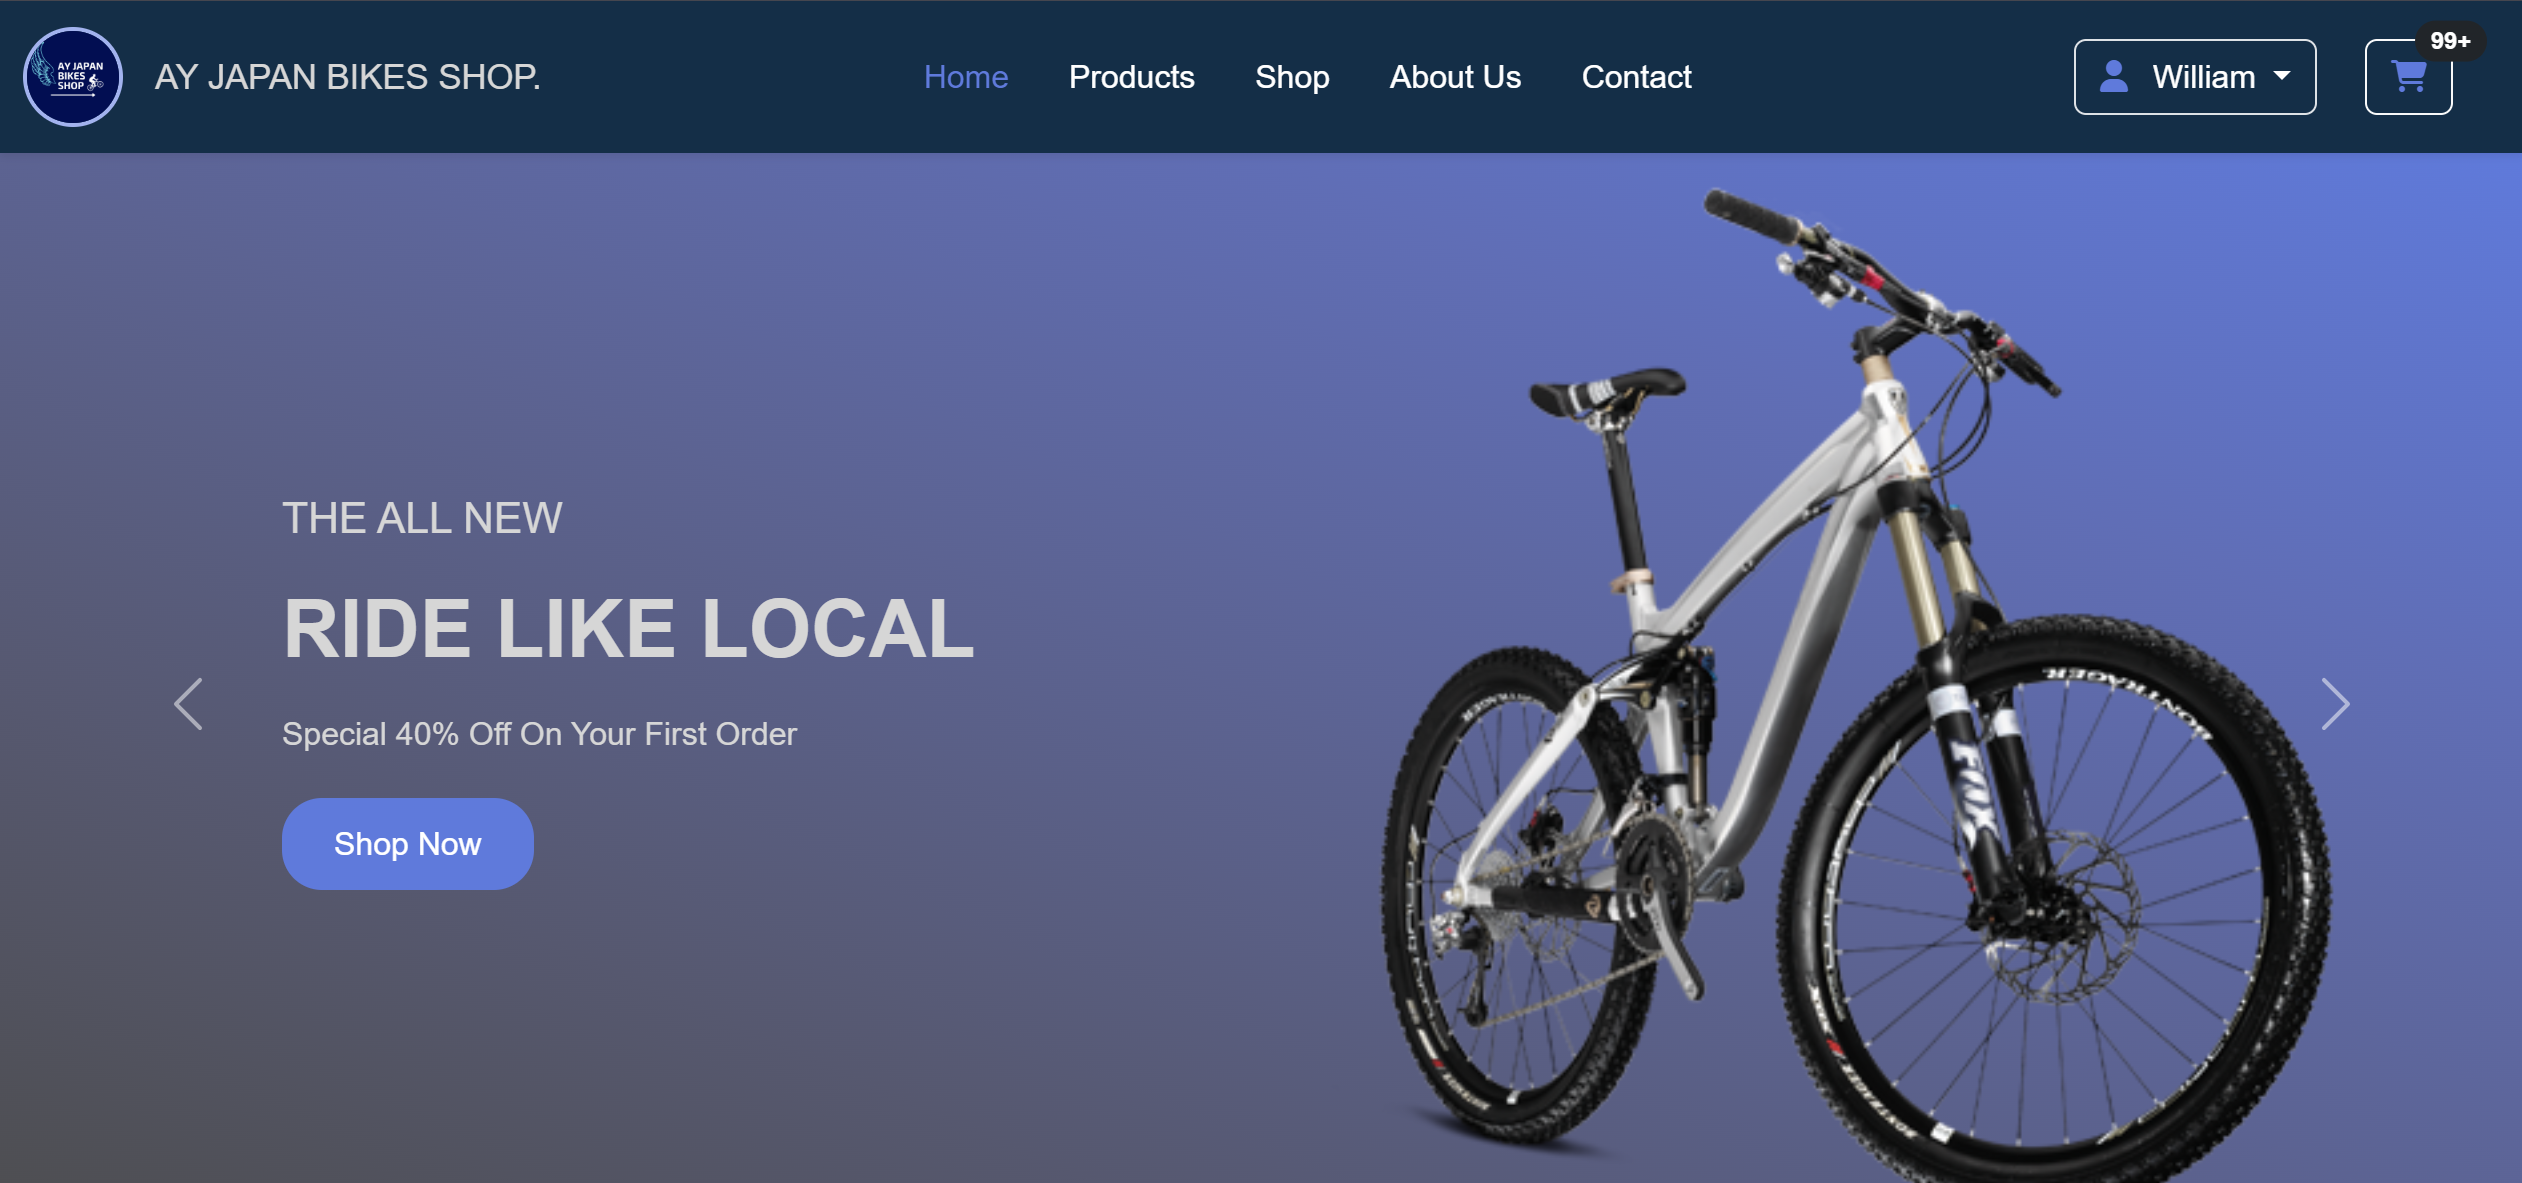 AY JAPAN
BIKES
SHOP
AY JAPAN BIKES SHOP.
Home
Products
Shop
About Us
Contact
William
99+
THE ALL NEW
RIDE LIKE LOCAL
Special 40% Off On Your First Order
Shop Now
BONTRAGER
FOX